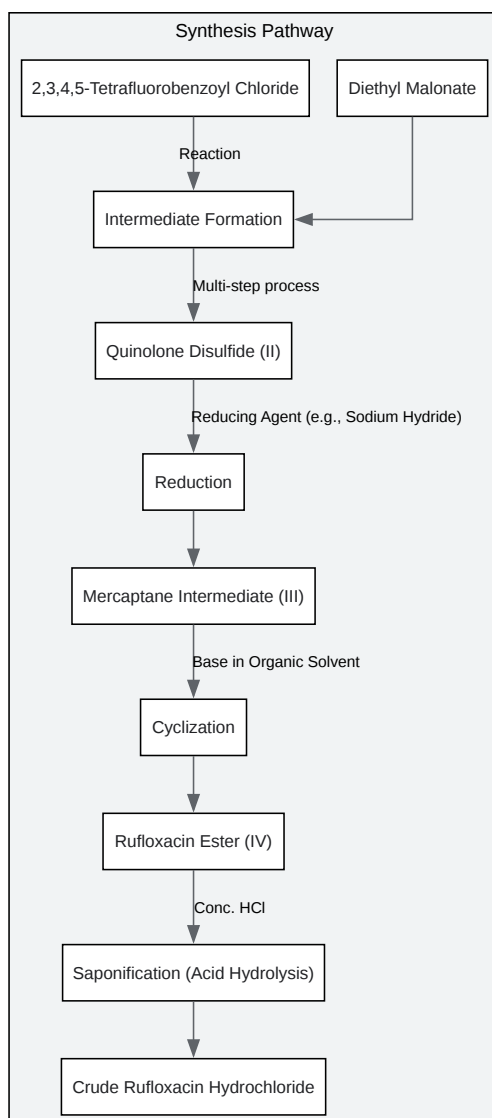 Synthesis Pathway
2,3,4,5-Tetrafluorobenzoyl Chloride
Diethyl Malonate
Reaction
Intermediate Formation
Multi-step process
Quinolone Disulfide (II)
Reducing Agent (e.g., Sodium Hydride)
Reduction
Mercaptane Intermediate (III)
Base in Organic Solvent
Cyclization
Rufloxacin Ester (IV)
Conc. HCl
Saponification (Acid Hydrolysis)
Crude Rufloxacin Hydrochloride